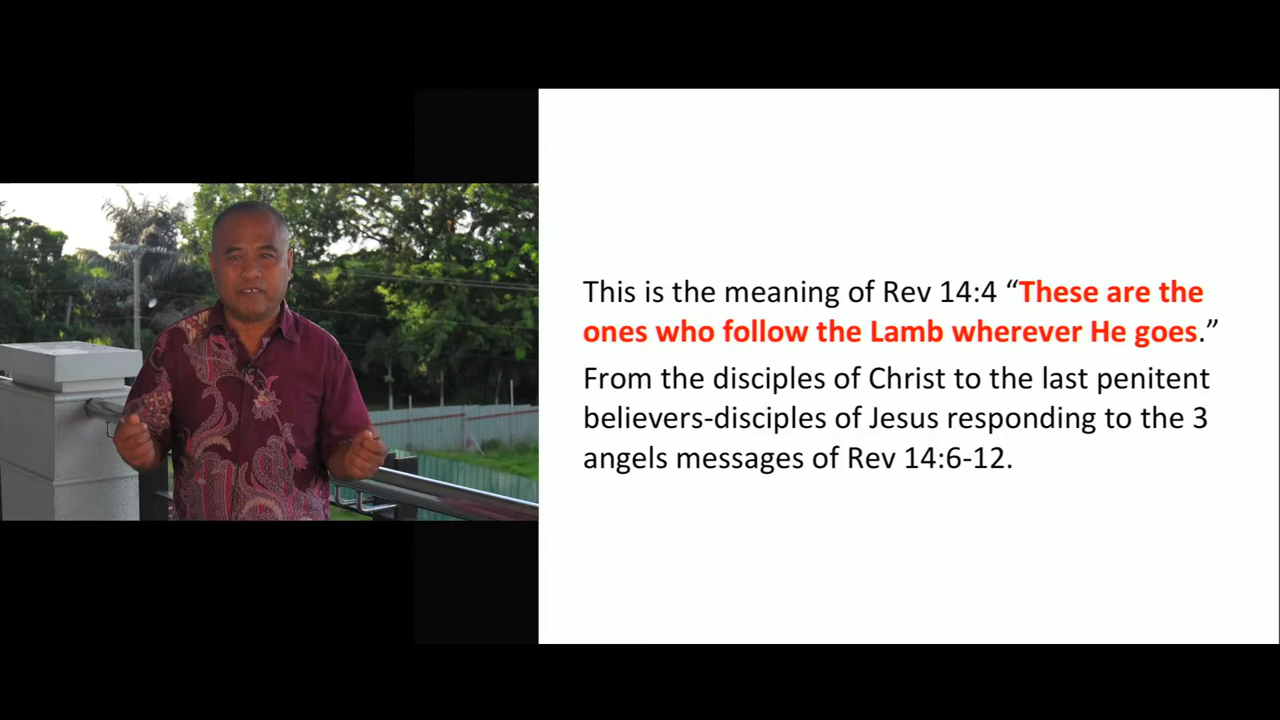 This is the meaning of Rev 14:4 “These are the
ones who follow the Lamb wherever He goes.”
From the disciples of Christ to the last penitent
believers-disciples of Jesus responding to the 3
angels messages of Rev 14:6-12.